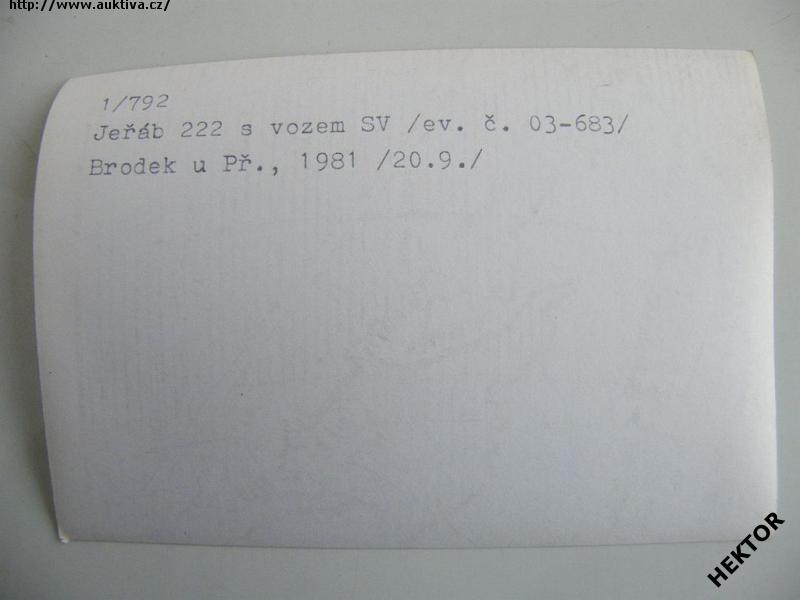 http://www.auktiva.cz/
1/792
Jeřáb 222 s vozem SV /ev. č. 03-683/
Brodek u Př., 1981 /20.9./
HEKTOR